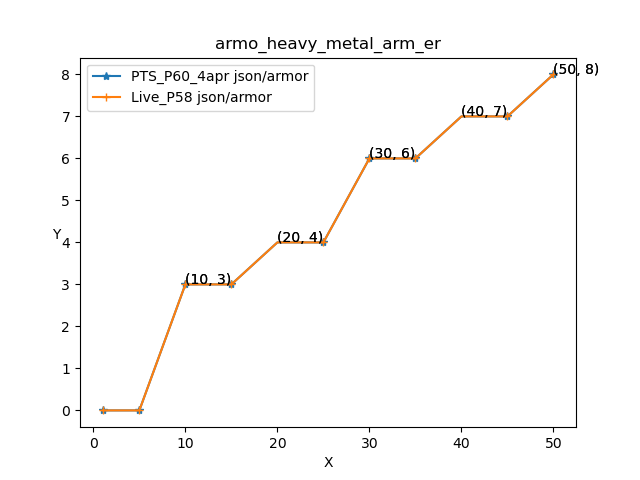 armo_heavy_metal_arm_er
PTS_P60_4apr json/armor
Live_P58 json/armor
(50, 8)
(40, 7)
(30, 6)
(20, 4)
(10, 3)
8
7
6
5
4
3
2
1
0
Y
0 10 20 30 40 50
X